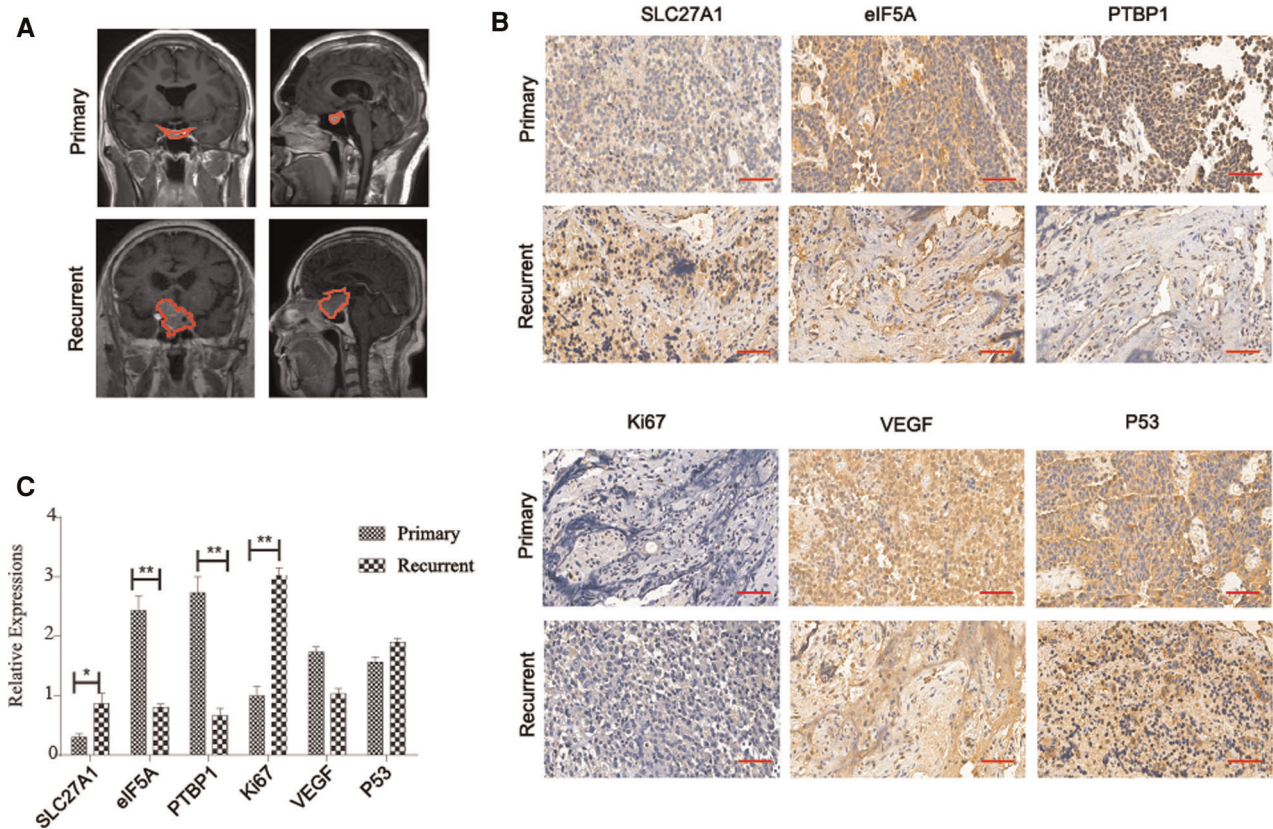 A
Primary
Recurrent
B
SLC27A1 eIF5A PTBP1
Primary
Recurrent
Ki67 VEGF P53
Primary
Recurrent
C
Relative Expressions
4
3
2
1
0
Primary
Recurrent
*
**
**
**
SLC27A1
eIF5A
PTBP1
Ki67
VEGF
P53